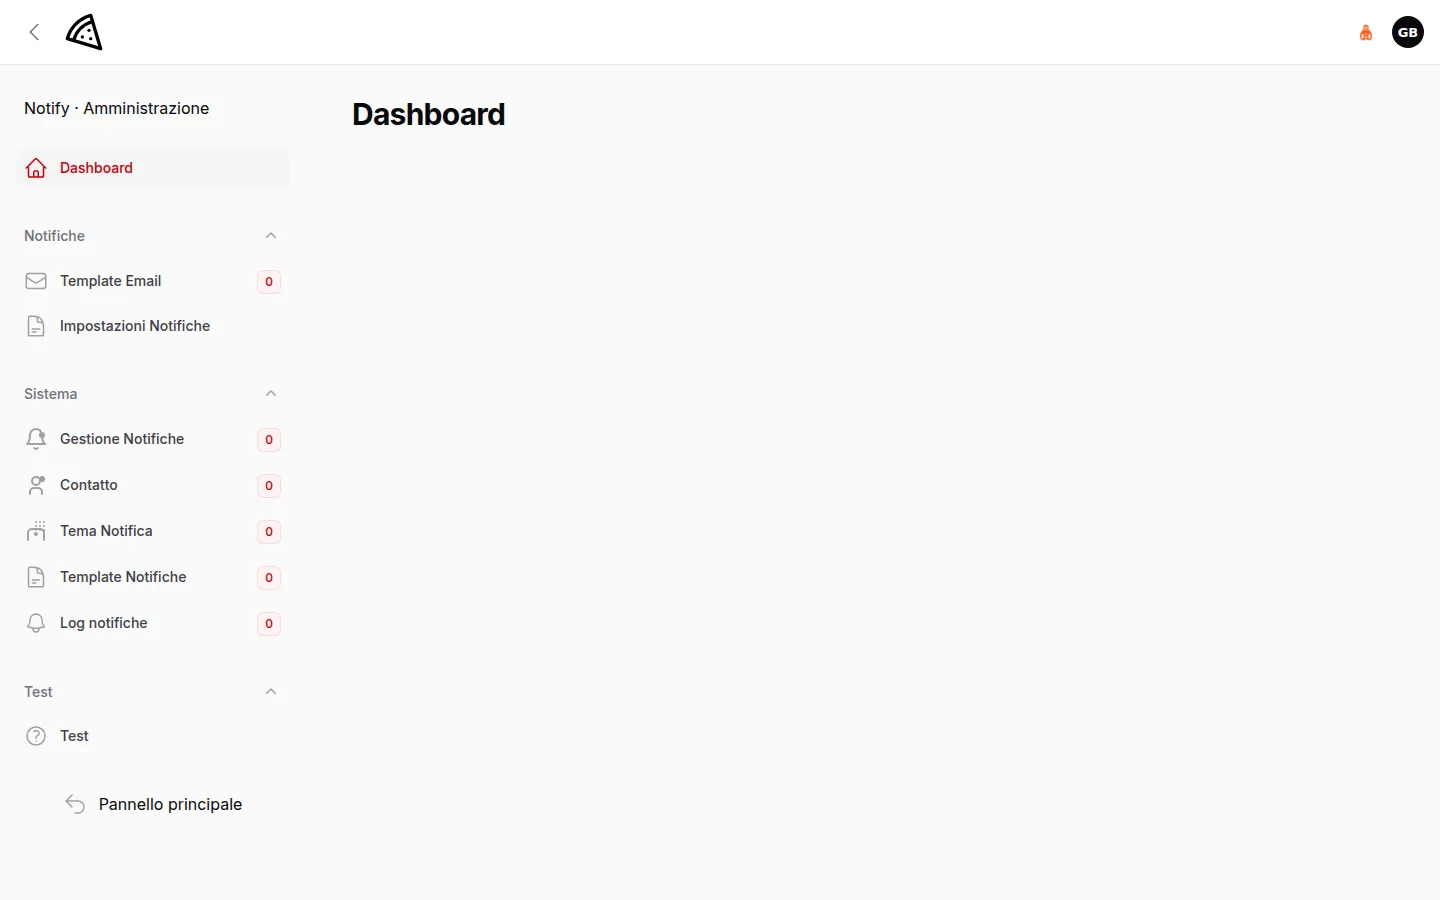 GB
Notify · Amministrazione
Dashboard
Dashboard
Notifiche
Template Email 0
Impostazioni Notifiche
Sistema
Gestione Notifiche 0
Contatto 0
Tema Notifica 0
Template Notifiche 0
Log notifiche 0
Test
Test
Pannello principale